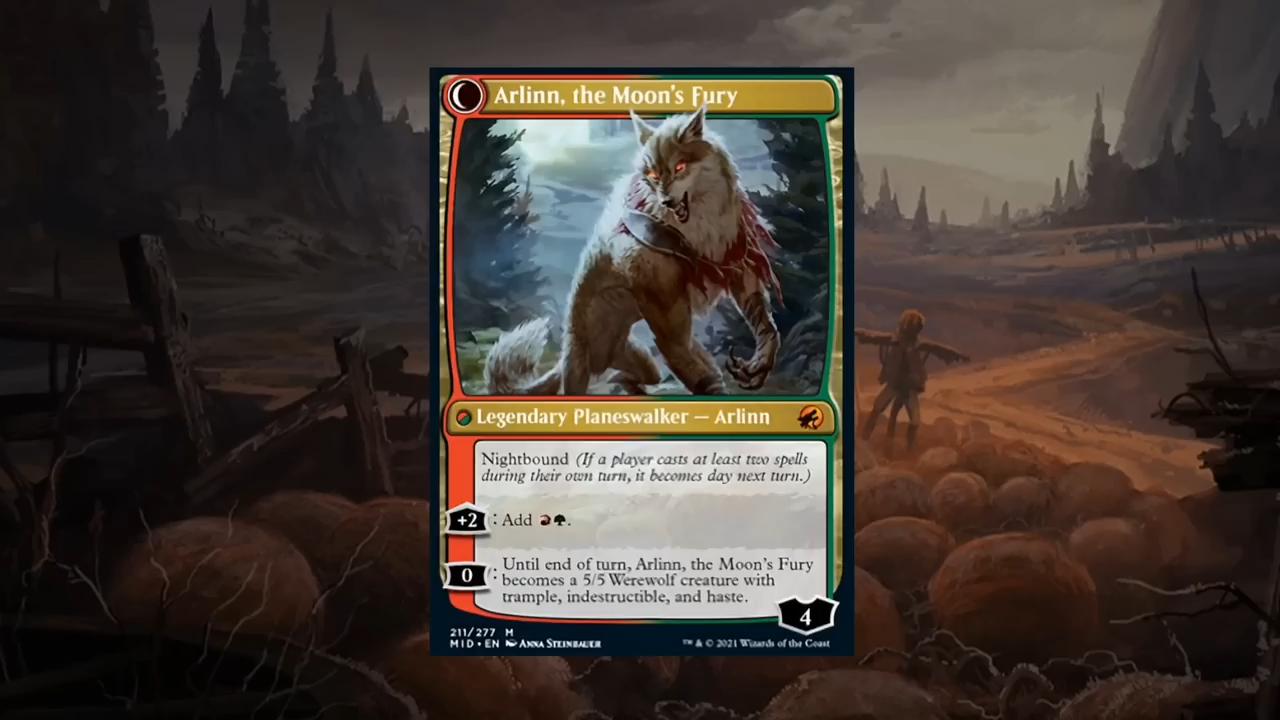 Arlinn, the Moon's Fury
Legendary Planeswalker — Arlinn
Nightbound (If a player casts at least two spells
during their own turn, it becomes day next turn.)
+2 : Add .
0 : Until end of turn, Arlinn, the Moon's Fury
becomes a 5/5 Werewolf creature with
trample, indestructible, and haste.
4
211/277 M
MID • EN Anna Steinbauer
™ & © 2021 Wizards of the Coast